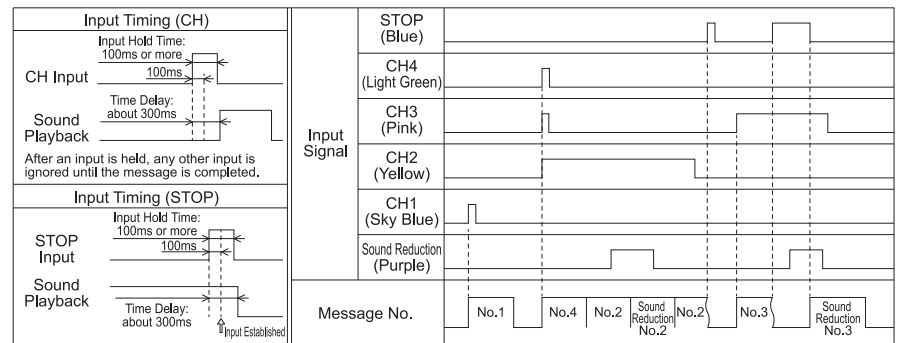 Input Timing (CH)
Input Hold Time:
100ms or more
100ms
CH Input
Time Delay:
about 300ms
Sound
Playback
After an input is held, any other input is
ignored until the message is completed.
Input Timing (STOP)
Input Hold Time:
100ms or more
100ms
STOP
Input
Sound
Playback
Time Delay:
about 300ms
Input Established
Input
Signal
STOP
(Blue)
CH4
(Light Green)
CH3
(Pink)
CH2
(Yellow)
CH1
(Sky Blue)
Sound Reduction
(Purple)
Message No.
No.1
No.4
No.2
Sound
Reduction
No.2
No.2
No.3
Sound
Reduction
No.3